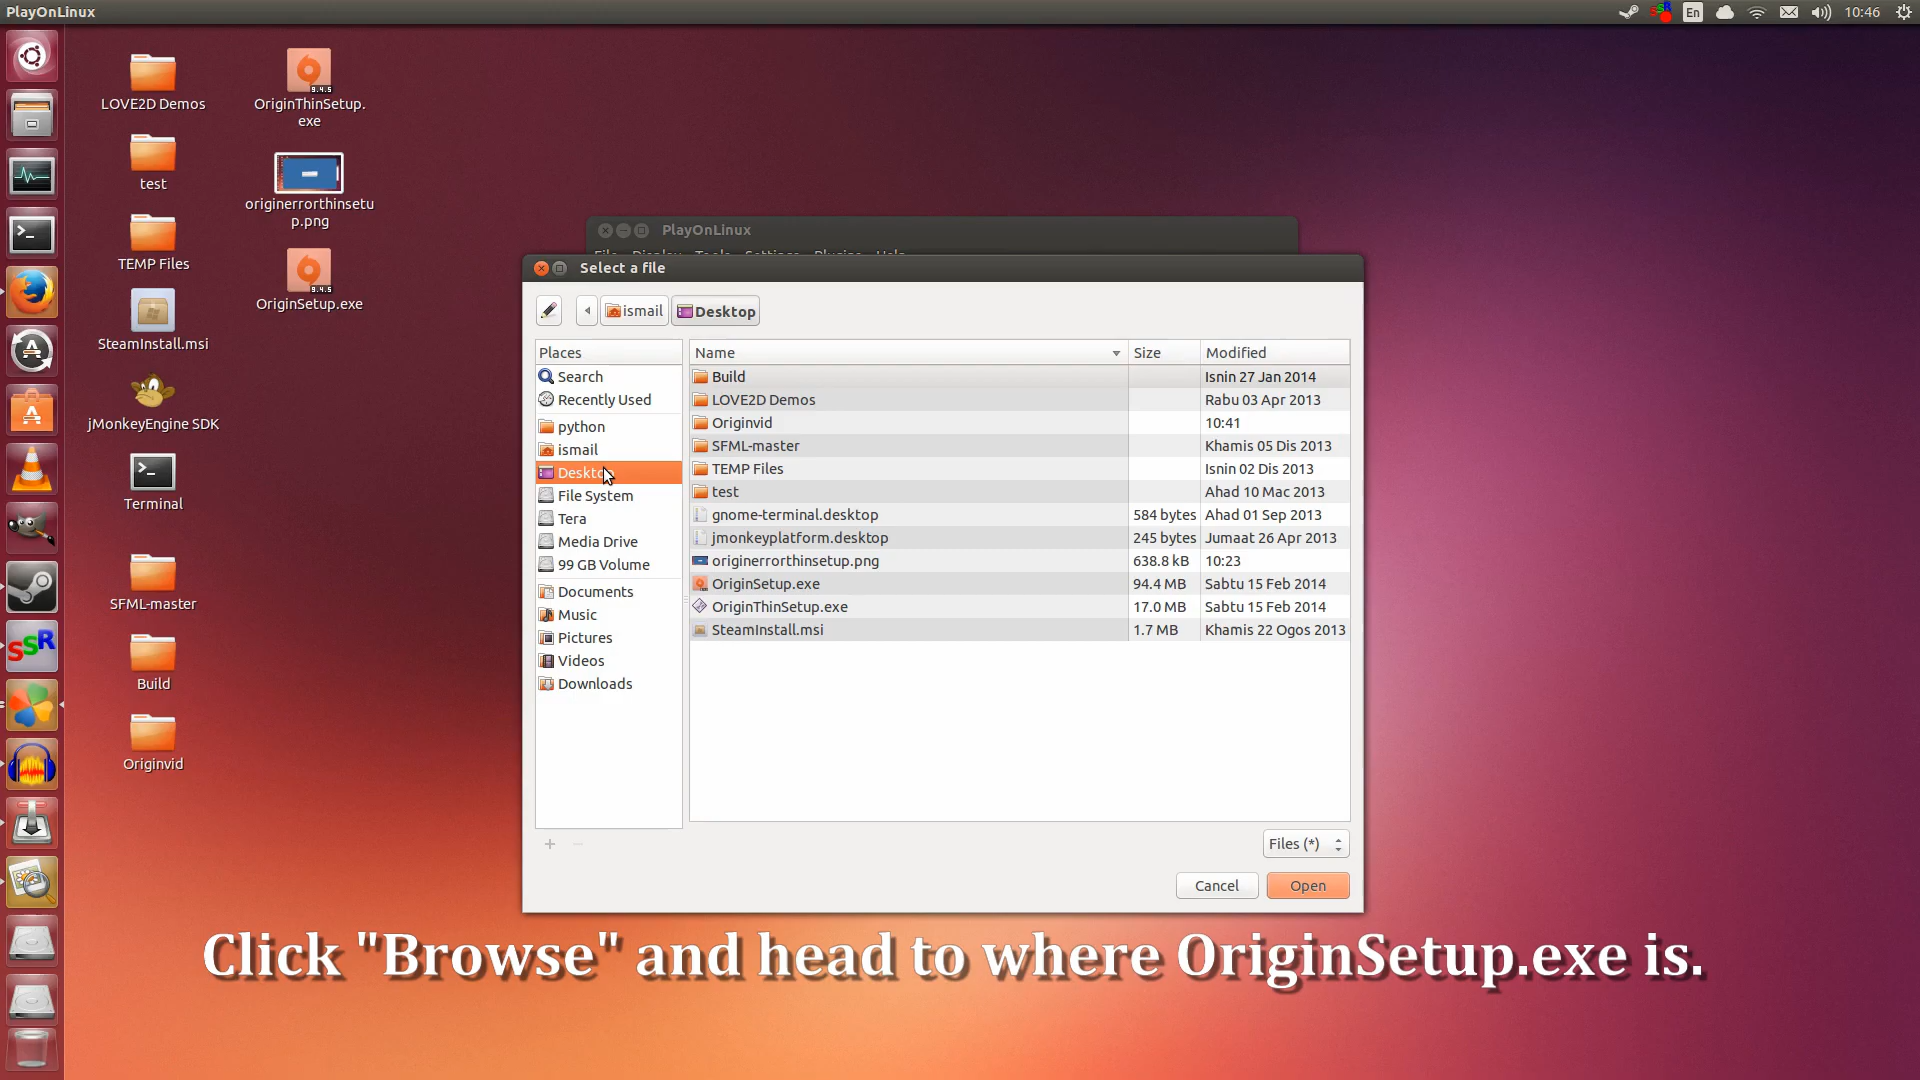 PlayOnLinux
En
10:46
LOVE2D Demos
OriginThinSetup.
exe
test
originerrorthinsetu
p.png
TEMP Files
OriginSetup.exe
SteamInstall.msi
jMonkeyEngine SDK
Terminal
SFML-master
Build
Originvid
SSR
PlayOnLinux
Select a file
ismail
Desktop
Places
Name
Size
Modified
Search
Recently Used
python
ismail
Deskto
File System
Tera
Media Drive
99 GB Volume
Documents
Music
Pictures
Videos
Downloads
Build
Isnin 27 Jan 2014
LOVE2D Demos
Rabu 03 Apr 2013
Originvid
10:41
SFML-master
Khamis 05 Dis 2013
TEMP Files
Isnin 02 Dis 2013
test
Ahad 10 Mac 2013
gnome-terminal.desktop
584 bytes
Ahad 01 Sep 2013
jmonkeyplatform.desktop
245 bytes
Jumaat 26 Apr 2013
originerrorthinsetup.png
638.8 kB
10:23
OriginSetup.exe
94.4 MB
Sabtu 15 Feb 2014
OriginThinSetup.exe
17.0 MB
Sabtu 15 Feb 2014
SteamInstall.msi
1.7 MB
Khamis 22 Ogos 2013
Files (*)
Cancel
Open
Click "Browse" and head to where OriginSetup.exe is.